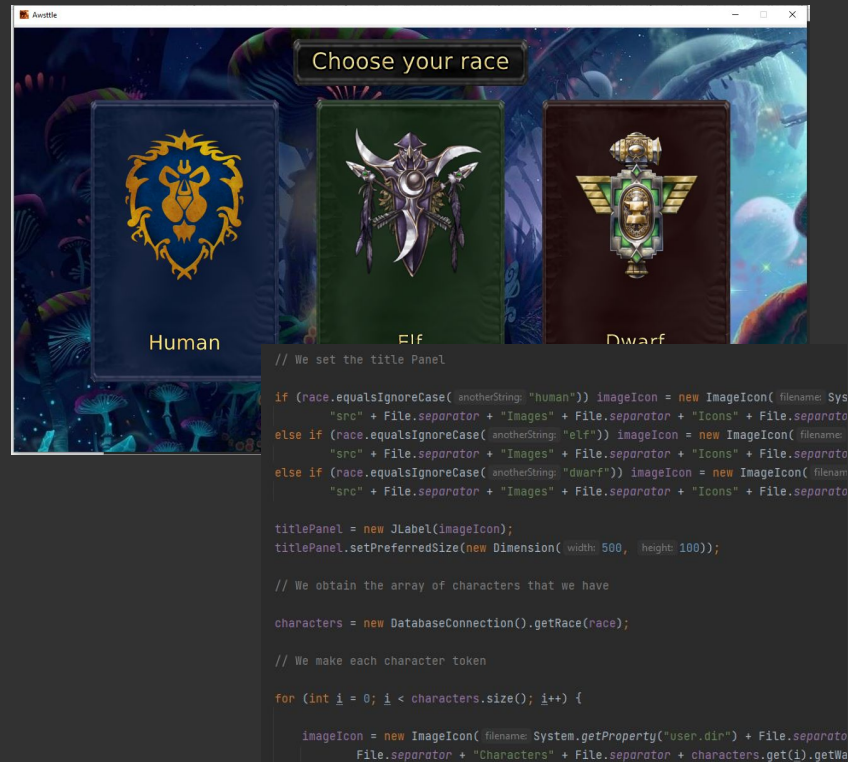 Awsttle
Choose your race
Human
Elf
Dwarf
// We set the title Panel
if (race.equalsIgnoreCase( anotherString: "human")) imageIcon = new ImageIcon( filename: Sys
"src" + File.separator + "Images" + File.separator + "Icons" + File.separato
else if (race.equalsIgnoreCase( anotherString: "elf")) imageIcon = new ImageIcon( filename:
"src" + File.separator + "Images" + File.separator + "Icons" + File.separato
else if (race.equalsIgnoreCase( anotherString: "dwarf")) imageIcon = new ImageIcon( filenam
"src" + File.separator + "Images" + File.separator + "Icons" + File.separato
titlePanel = new JLabel(imageIcon);
titlePanel.setPreferredSize(new Dimension( width: 500, height: 100));
// We obtain the array of characters that we have
characters = new DatabaseConnection().getRace(race);
// We make each character token
for (int i = 0; i < characters.size(); i++) {
imageIcon = new ImageIcon( filename: System.getProperty("user.dir") + File.separato
File.separator + "Characters" + File.separator + characters.get(i).getWa